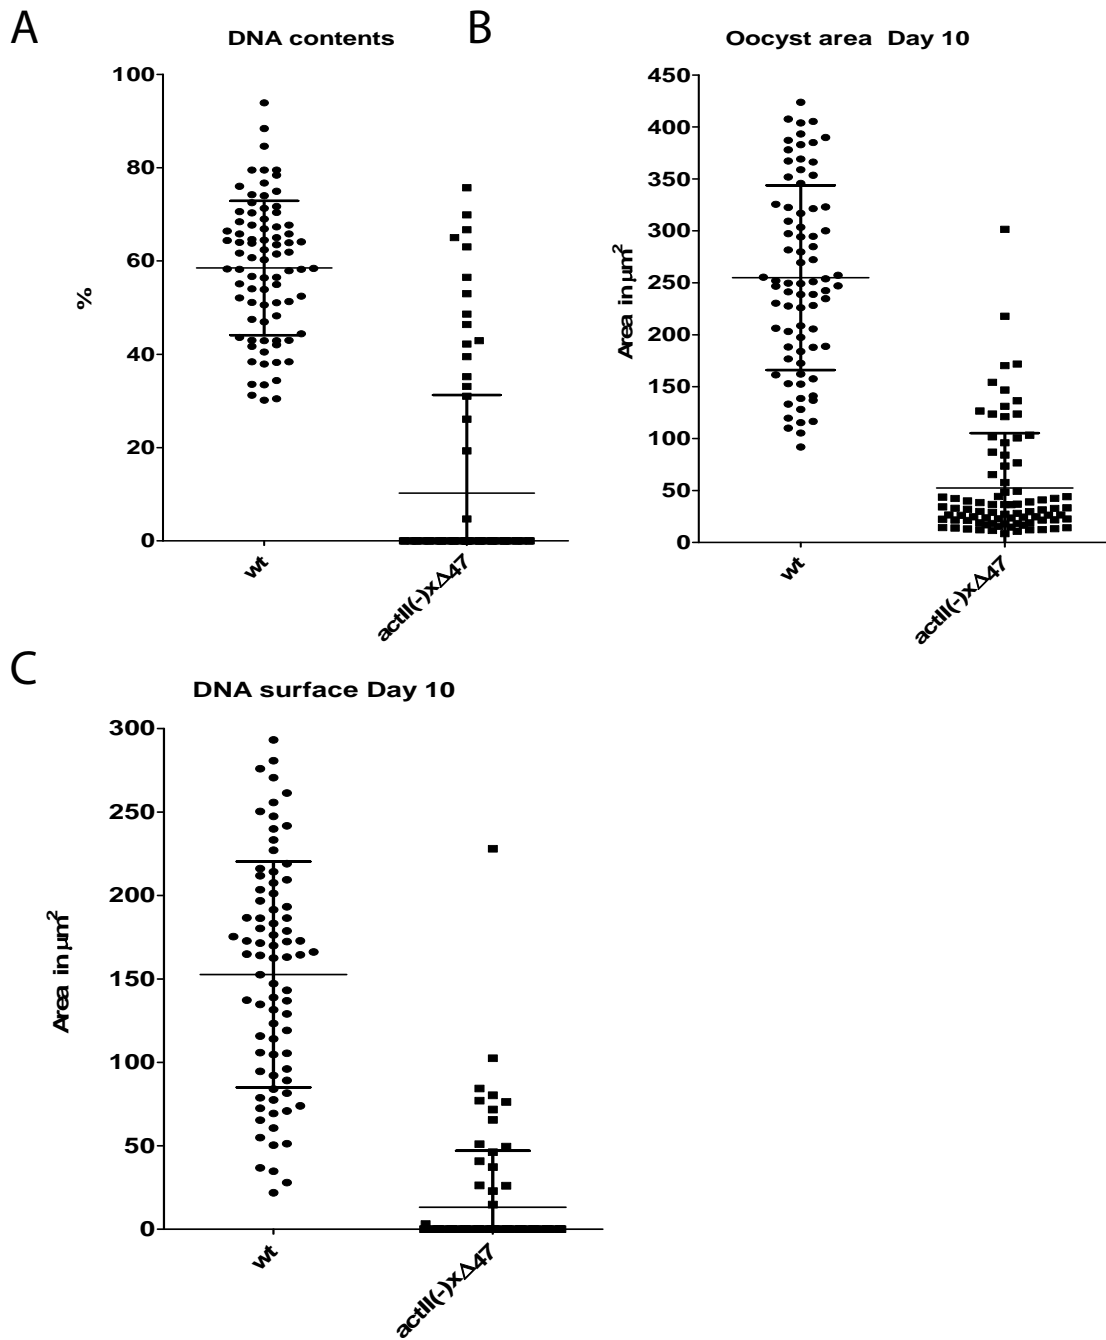 A
DNA contents
100
80
60
40
20
0
%
wt
actII(-)xΔ47
B
Oocyst area Day 10
450
400
350
300
250
200
150
100
50
0
Area in µm²
wt
actII(-)xΔ47
C
DNA surface Day 10
300
250
200
150
100
50
0
Area in µm²
wt
actII(-)xΔ47